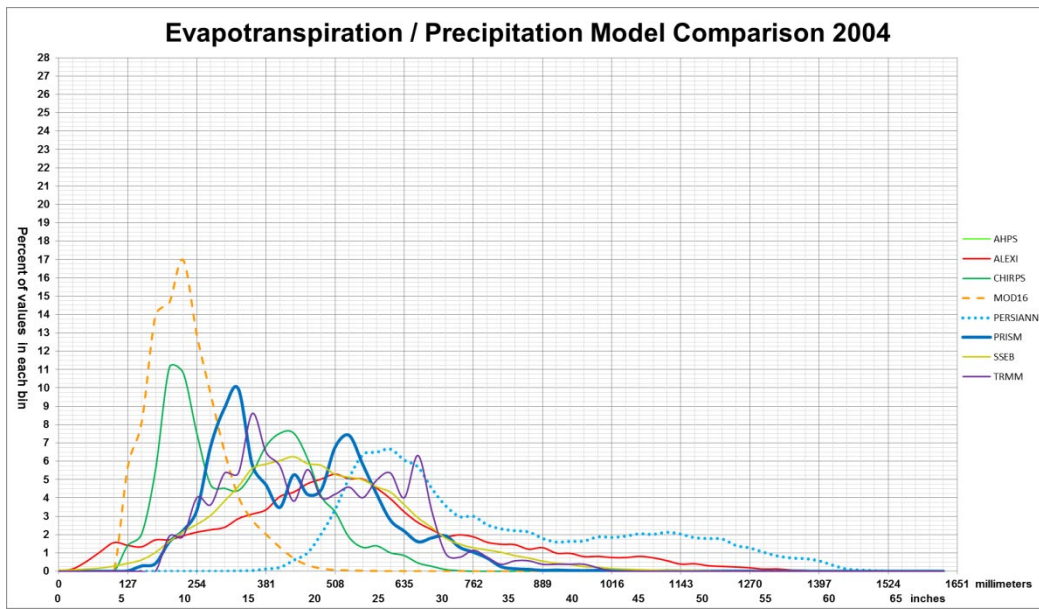 Evapotranspiration / Precipitation Model Comparison 2004
28
27
26
25
24
23
22
21
20
19
18
17
16
15
14
13
12
11
10
9
8
7
6
5
4
3
2
1
0
Percent of values in each bin
AHPS
ALEXI
CHIRPS
MOD16
PERSIANN
PRISM
SSEB
TRMM
0 127 254 381 508 635 762 889 1016 1143 1270 1397 1524 1651 millimeters
0 5 10 15 20 25 30 35 40 45 50 55 60 65 inches